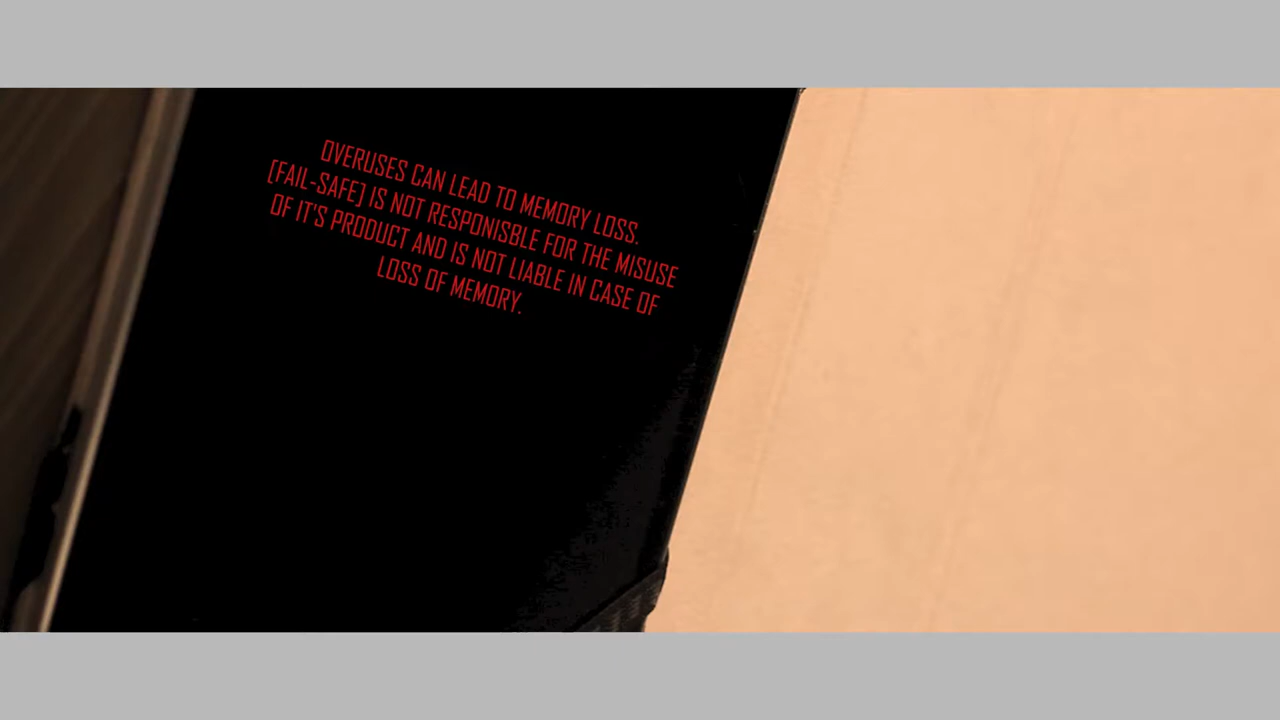 OVERUSES CAN LEAD TO MEMORY LOSS.
[FAIL-SAFE] IS NOT RESPONISBLE FOR THE MISUSE
OF IT'S PRODUCT AND IS NOT LIABLE IN CASE OF
LOSS OF MEMORY.